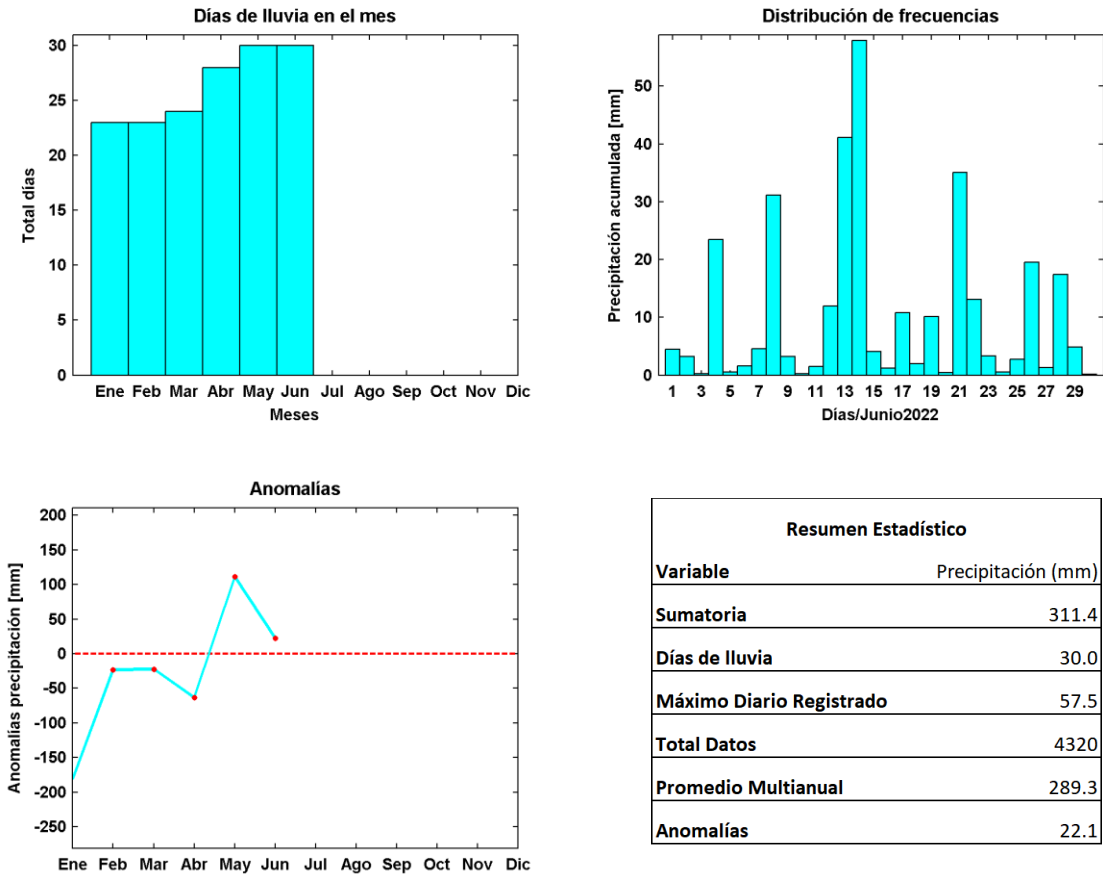 Días de lluvia en el mes
Total días
30
25
20
15
10
5
0
Ene Feb Mar Abr May Jun Jul Ago Sep Oct Nov Dic
Meses
Distribución de frecuencias
Precipitación acumulada [mm]
50
40
30
20
10
0
1 3 5 7 9 11 13 15 17 19 21 23 25 27 29
Días/Junio2022
Anomalías
Anomalías precipitación [mm]
200
150
100
50
0
-50
-100
-150
-200
-250
Ene Feb Mar Abr May Jun Jul Ago Sep Oct Nov Dic
Resumen Estadístico
Variable Precipitación (mm)
Sumatoria 311.4
Días de lluvia 30.0
Máximo Diario Registrado 57.5
Total Datos 4320
Promedio Multianual 289.3
Anomalías 22.1